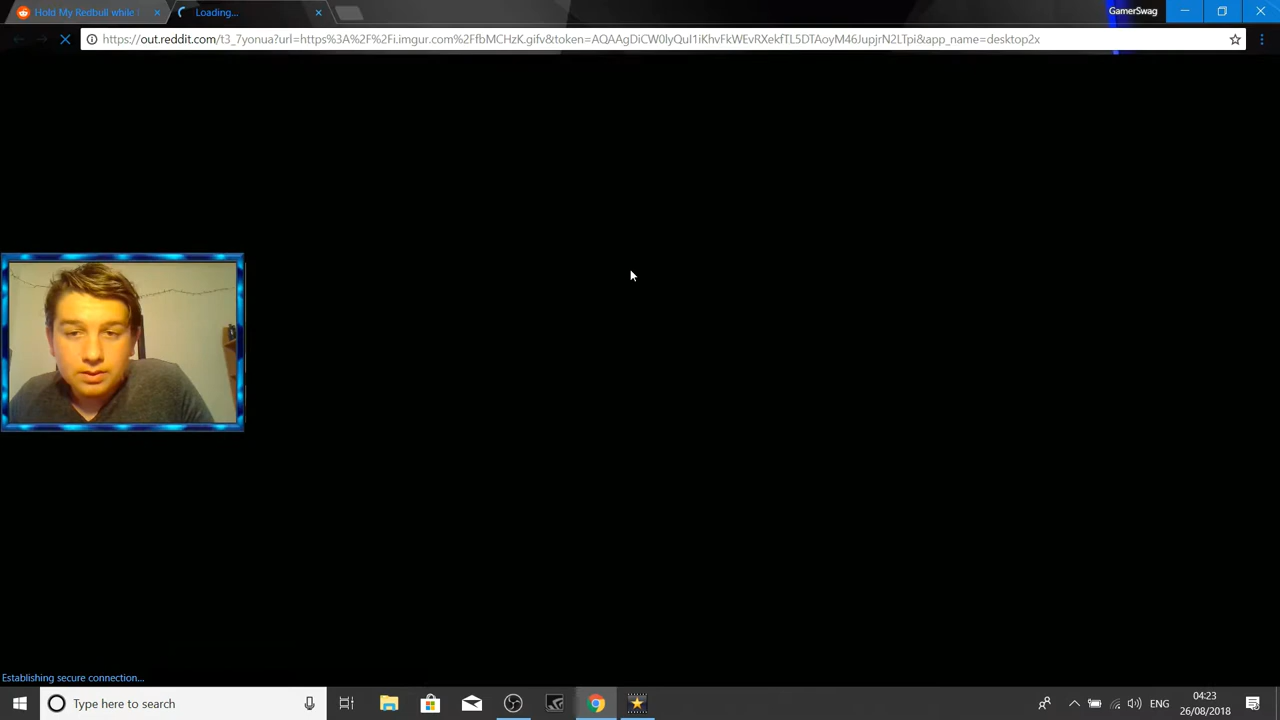 Hold My Redbull while
Loading...
GamerSwag
https://out.reddit.com/t3_7yonua?url=https%3A%2F%2Fi.imgur.com%2FfbMCHzK.gifv&token=AQAAgDiCW0lyQuI1iKhvFkWEvRXekfTL5DTAoyM46JupjrN2LTpi&app_name=desktop2x
Establishing secure connection...
Type here to search
ENG
04:23
26/08/2018